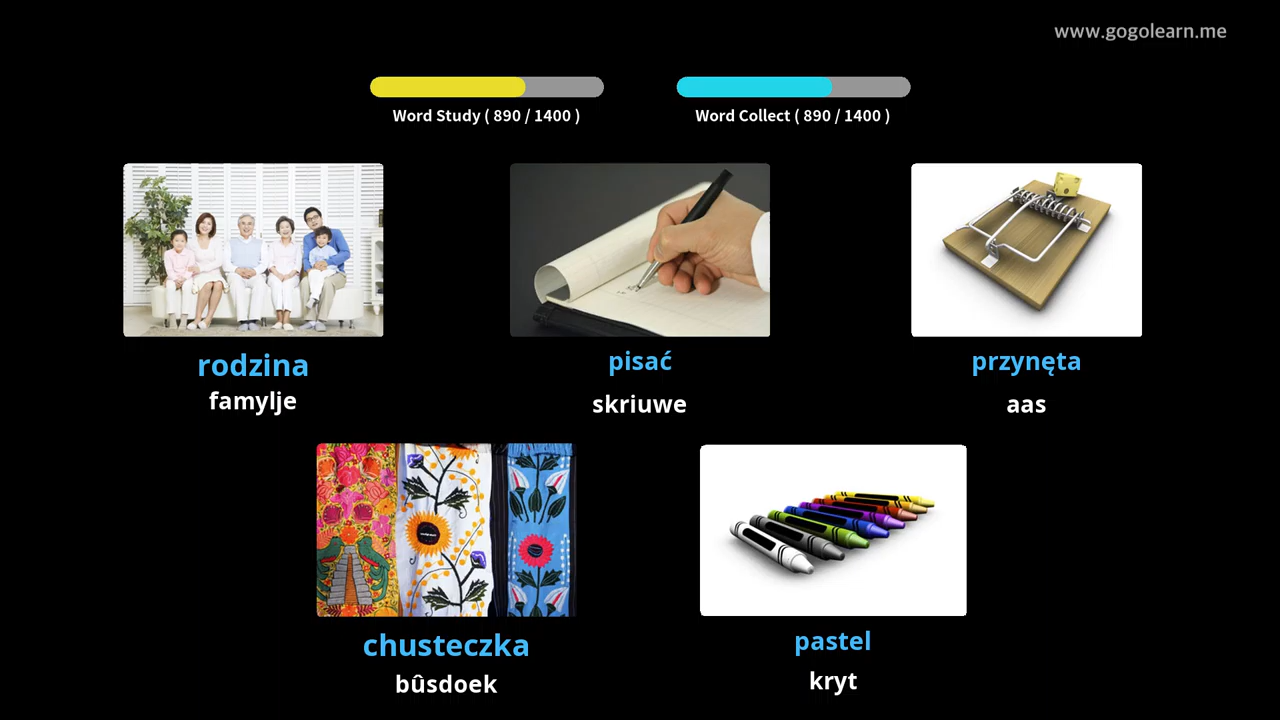 www.gogolearn.me
Word Study ( 890 / 1400 )
Word Collect ( 890 / 1400 )
rodzina
famylje
pisać
skriuwe
przynęta
aas
chusteczka
bûsdoek
pastel
kryt